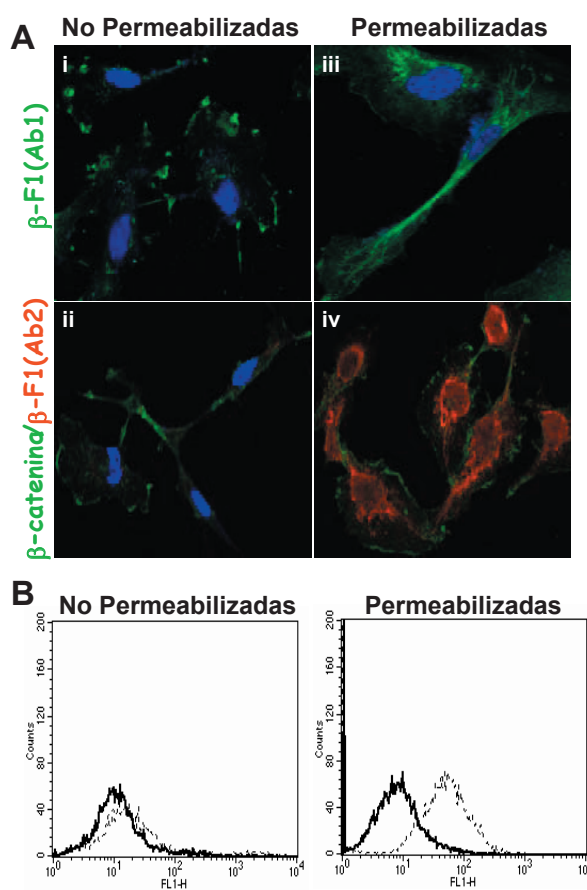 A
No Permeabilizadas
Permeabilizadas
β-F1(Ab1)
i
iii
β-catenina/β-F1(Ab2)
ii
iv
B
No Permeabilizadas
Permeabilizadas
Counts
200
160
120
80
40
0
10⁰ 10¹ 10² 10³ 10⁴
FL1-H
Counts
200
160
120
80
40
0
10⁰ 10¹ 10² 10³ 10⁴
FL1-H